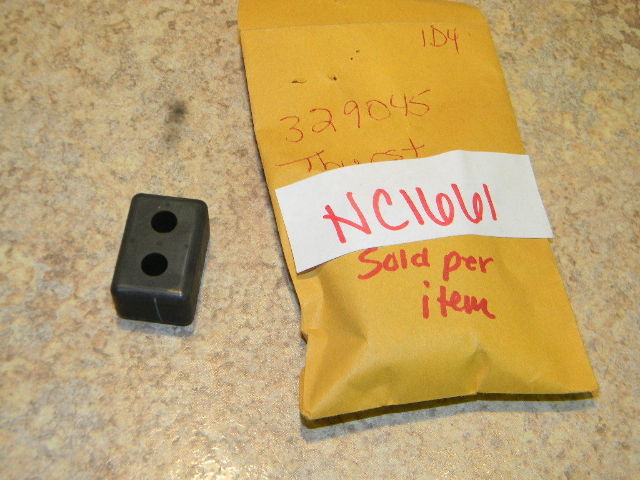 1D4
329045
Thrust
NC1661
Sold per
item